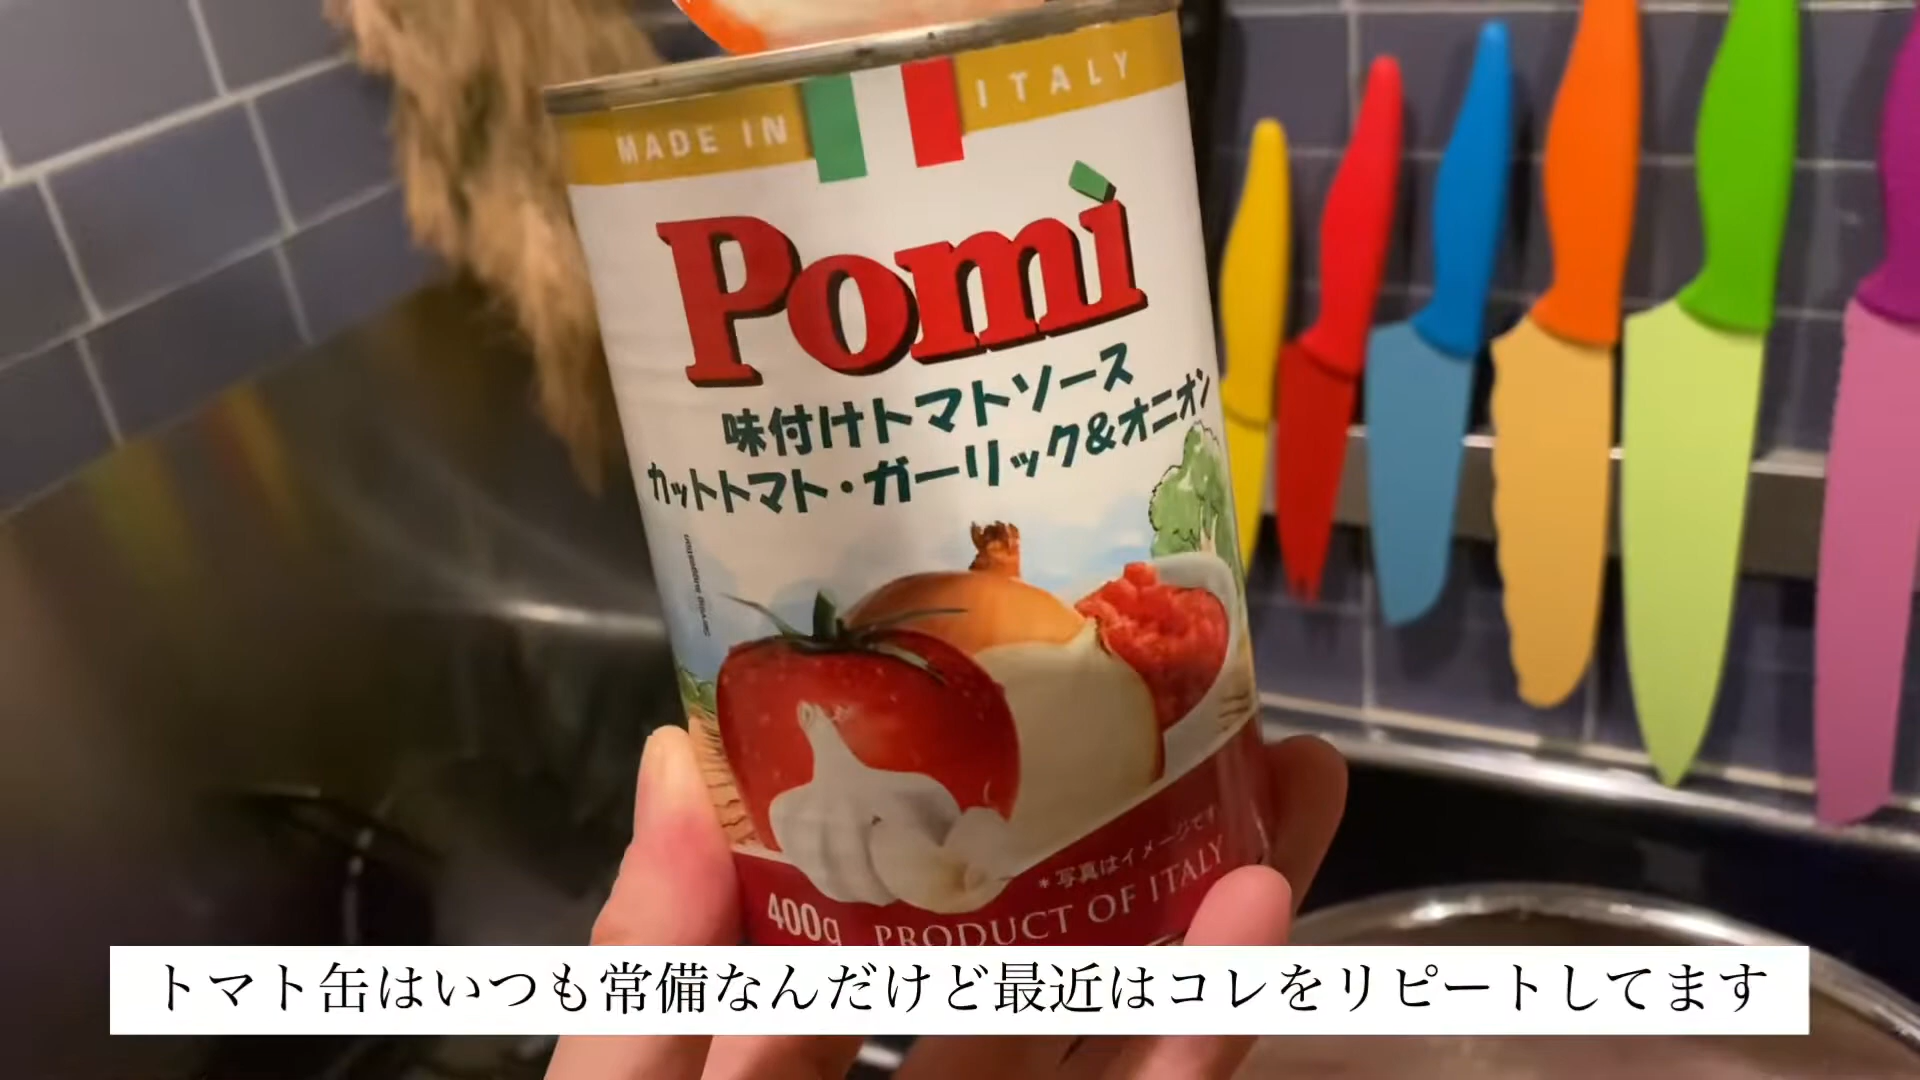 MADE IN ITALY
Pomì
味付けトマトソース
カットトマト・ガーリック&オニオン
*写真はイメージです
400g PRODUCT OF ITALY
トマト缶はいつも常備なんだけど最近はコレをリピートしてます